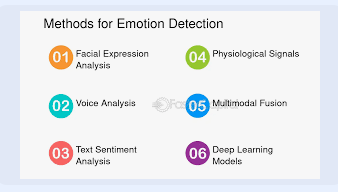 Methods for Emotion Detection
01 Facial Expression
Analysis
02 Voice Analysis
03 Text Sentiment
Analysis
04 Physiological Signals
05 Multimodal Fusion
06 Deep Learning
Models